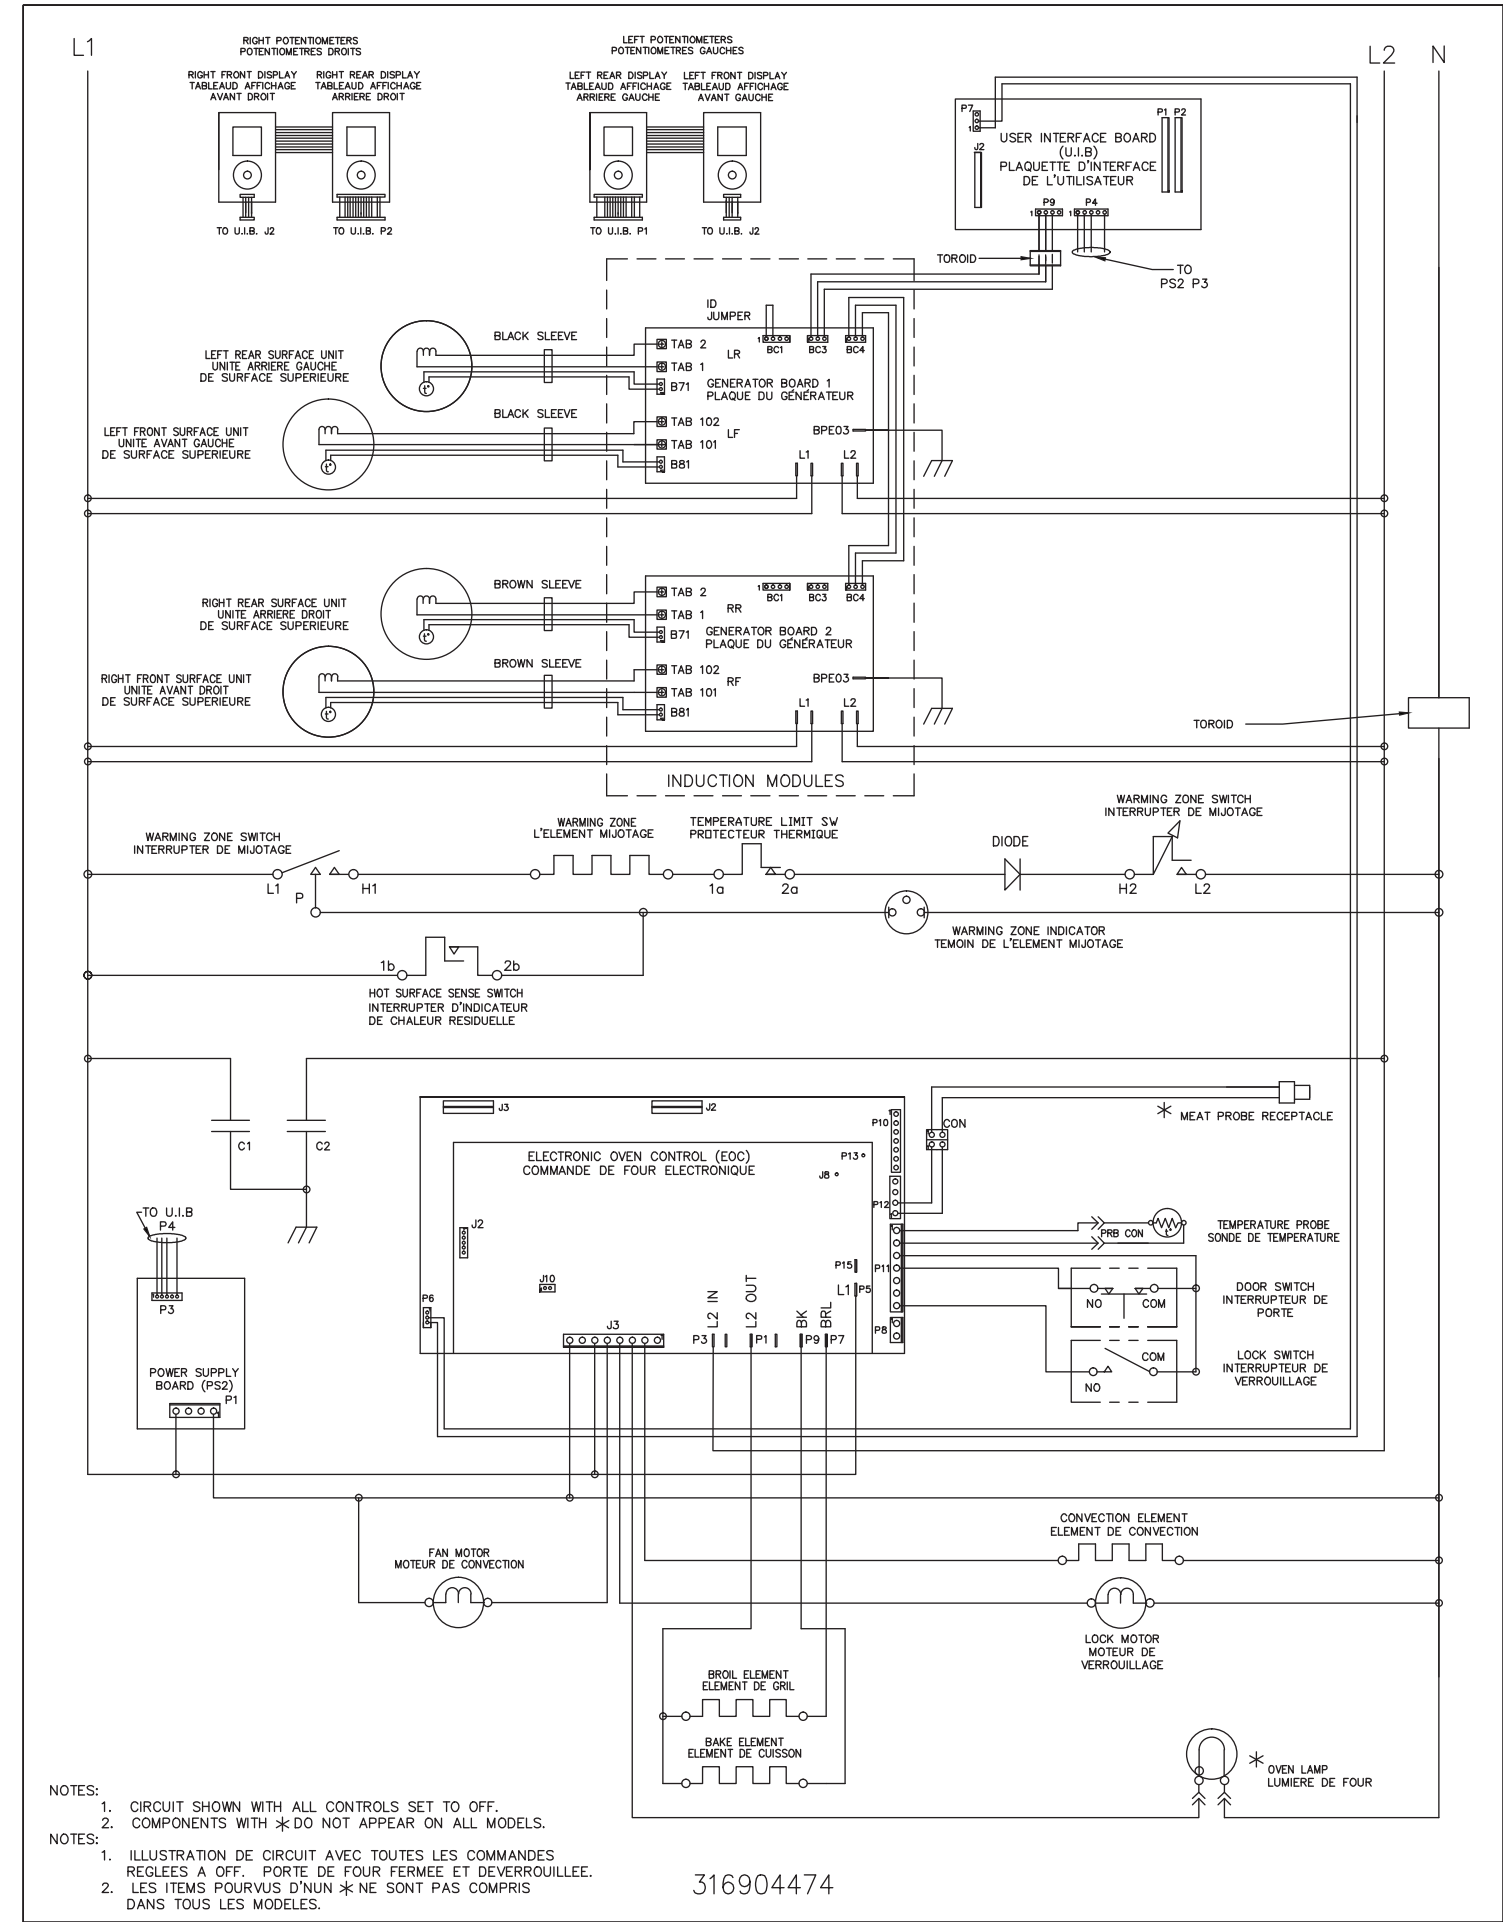 L1
L2
N
RIGHT POTENTIOMETERS
POTENTIOMETRES DROITS
LEFT POTENTIOMETERS
POTENTIOMETRES GAUCHES
RIGHT FRONT DISPLAY
TABLEAUD AFFICHAGE
AVANT DROIT
RIGHT REAR DISPLAY
TABLEAUD AFFICHAGE
ARRIERE DROIT
LEFT REAR DISPLAY
TABLEAUD AFFICHAGE
ARRIERE GAUCHE
LEFT FRONT DISPLAY
TABLEAUD AFFICHAGE
AVANT GAUCHE
TO U.I.B. J2
TO U.I.B. P2
TO U.I.B. P1
TO U.I.B. J2
P7
1
P1 P2
J2
USER INTERFACE BOARD
(U.I.B)
PLAQUETTE D'INTERFACE
DE L'UTILISATEUR
P9
1
P4
1
TOROID
TO
PS2 P3
ID
JUMPER
1
BC1
BC3
BC4
LEFT REAR SURFACE UNIT
UNITE ARRIERE GAUCHE
DE SURFACE SUPERIEURE
BLACK SLEEVE
TAB 2
LR
TAB 1
B71
GENERATOR BOARD 1
PLAQUE DU GÉNÉRATEUR
LEFT FRONT SURFACE UNIT
UNITE AVANT GAUCHE
DE SURFACE SUPERIEURE
BLACK SLEEVE
TAB 102
LF
TAB 101
B81
BPE03
L1
L2
RIGHT REAR SURFACE UNIT
UNITE ARRIERE DROIT
DE SURFACE SUPERIEURE
BROWN SLEEVE
1
BC1
BC3
BC4
TAB 2
RR
TAB 1
B71
GENERATOR BOARD 2
PLAQUE DU GÉNÉRATEUR
RIGHT FRONT SURFACE UNIT
UNITE AVANT DROIT
DE SURFACE SUPERIEURE
BROWN SLEEVE
TAB 102
RF
TAB 101
B81
BPE03
L1
L2
TOROID
INDUCTION MODULES
WARMING ZONE SWITCH
INTERRUPTER DE MIJOTAGE
WARMING ZONE
L'ELEMENT MIJOTAGE
TEMPERATURE LIMIT SW
PROTECTEUR THERMIQUE
DIODE
WARMING ZONE SWITCH
INTERRUPTER DE MIJOTAGE
L1
P
H1
1a
2a
H2
L2
WARMING ZONE INDICATOR
TEMOIN DE L'ELEMENT MIJOTAGE
1b
2b
HOT SURFACE SENSE SWITCH
INTERRUPTER D'INDICATEUR
DE CHALEUR RESIDUELLE
C1
C2
J3
J2
P10
CON
* MEAT PROBE RECEPTACLE
ELECTRONIC OVEN CONTROL (EOC)
COMMANDE DE FOUR ELECTRONIQUE
P13
J8
P12
J2
PRB CON
TEMPERATURE PROBE
SONDE DE TEMPERATURE
TO U.I.B
P4
P3
J10
P15
P11
L1
P5
P6
L2 IN
L2 OUT
BK
BRL
NO
COM
DOOR SWITCH
INTERRUPTEUR DE
PORTE
J3
P3
P1
P9
P7
P8
COM
NO
LOCK SWITCH
INTERRUPTEUR DE
VERROUILLAGE
POWER SUPPLY
BOARD (PS2)
P1
FAN MOTOR
MOTEUR DE CONVECTION
CONVECTION ELEMENT
ELEMENT DE CONVECTION
LOCK MOTOR
MOTEUR DE
VERROUILLAGE
BROIL ELEMENT
ELEMENT DE GRIL
BAKE ELEMENT
ELEMENT DE CUISSON
* OVEN LAMP
LUMIERE DE FOUR
NOTES:
1. CIRCUIT SHOWN WITH ALL CONTROLS SET TO OFF.
2. COMPONENTS WITH * DO NOT APPEAR ON ALL MODELS.
NOTES:
1. ILLUSTRATION DE CIRCUIT AVEC TOUTES LES COMMANDES
REGLEES A OFF. PORTE DE FOUR FERMEE ET DEVERROUILLEE.
2. LES ITEMS POURVUS D'NUN * NE SONT PAS COMPRIS
DANS TOUS LES MODELES.
316904474